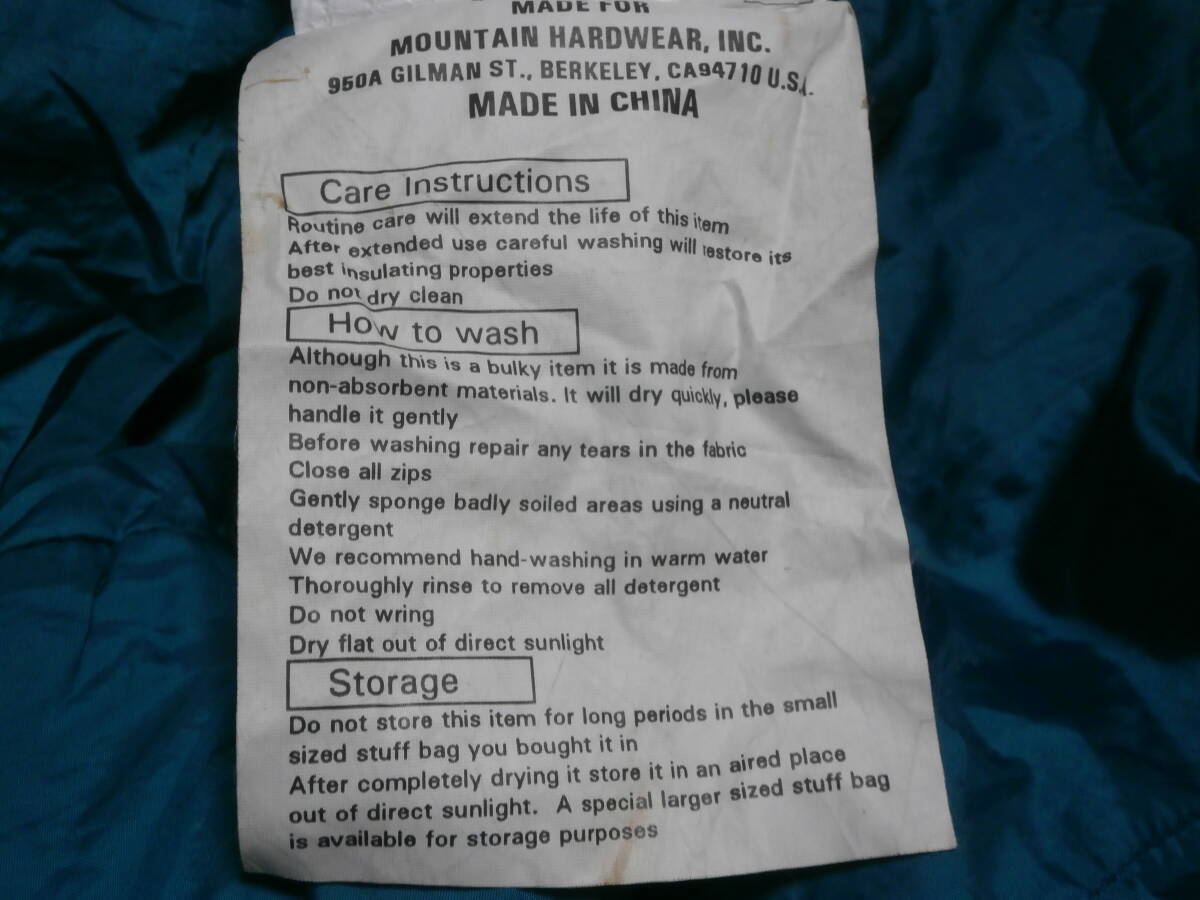 MADE FOR
MOUNTAIN HARDWEAR, INC.
950A GILMAN ST., BERKELEY, CA94710 U.S.A.
MADE IN CHINA
Care Instructions
Routine care will extend the life of this item
After extended use careful washing will restore its
best insulating properties
Do not dry clean
How to wash
Although this is a bulky item it is made from
non-absorbent materials. It will dry quickly, please
handle it gently
Before washing repair any tears in the fabric
Close all zips
Gently sponge badly soiled areas using a neutral
detergent
We recommend hand-washing in warm water
Thoroughly rinse to remove all detergent
Do not wring
Dry flat out of direct sunlight
Storage
Do not store this item for long periods in the small
sized stuff bag you bought it in
After completely drying it store it in an aired place
out of direct sunlight. A special larger sized stuff bag
is available for storage purposes